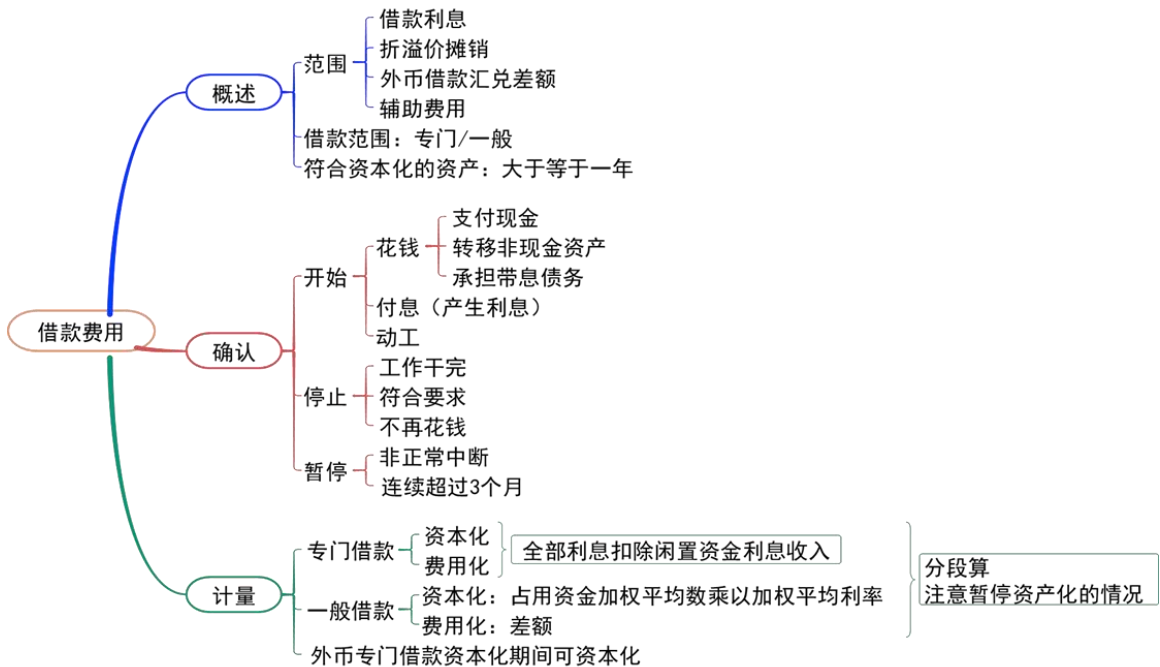 借款费用
概述
范围
借款利息
折溢价摊销
外币借款汇兑差额
辅助费用
借款范围：专门/一般
符合资本化的资产：大于等于一年
确认
开始
花钱
支付现金
转移非现金资产
承担带息债务
付息（产生利息）
动工
停止
工作干完
符合要求
不再花钱
暂停
非正常中断
连续超过3个月
计量
专门借款
资本化
费用化
全部利息扣除闲置资金利息收入
一般借款
资本化：占用资金加权平均数乘以加权平均利率
费用化：差额
外币专门借款资本化期间可资本化
分段算
注意暂停资产化的情况